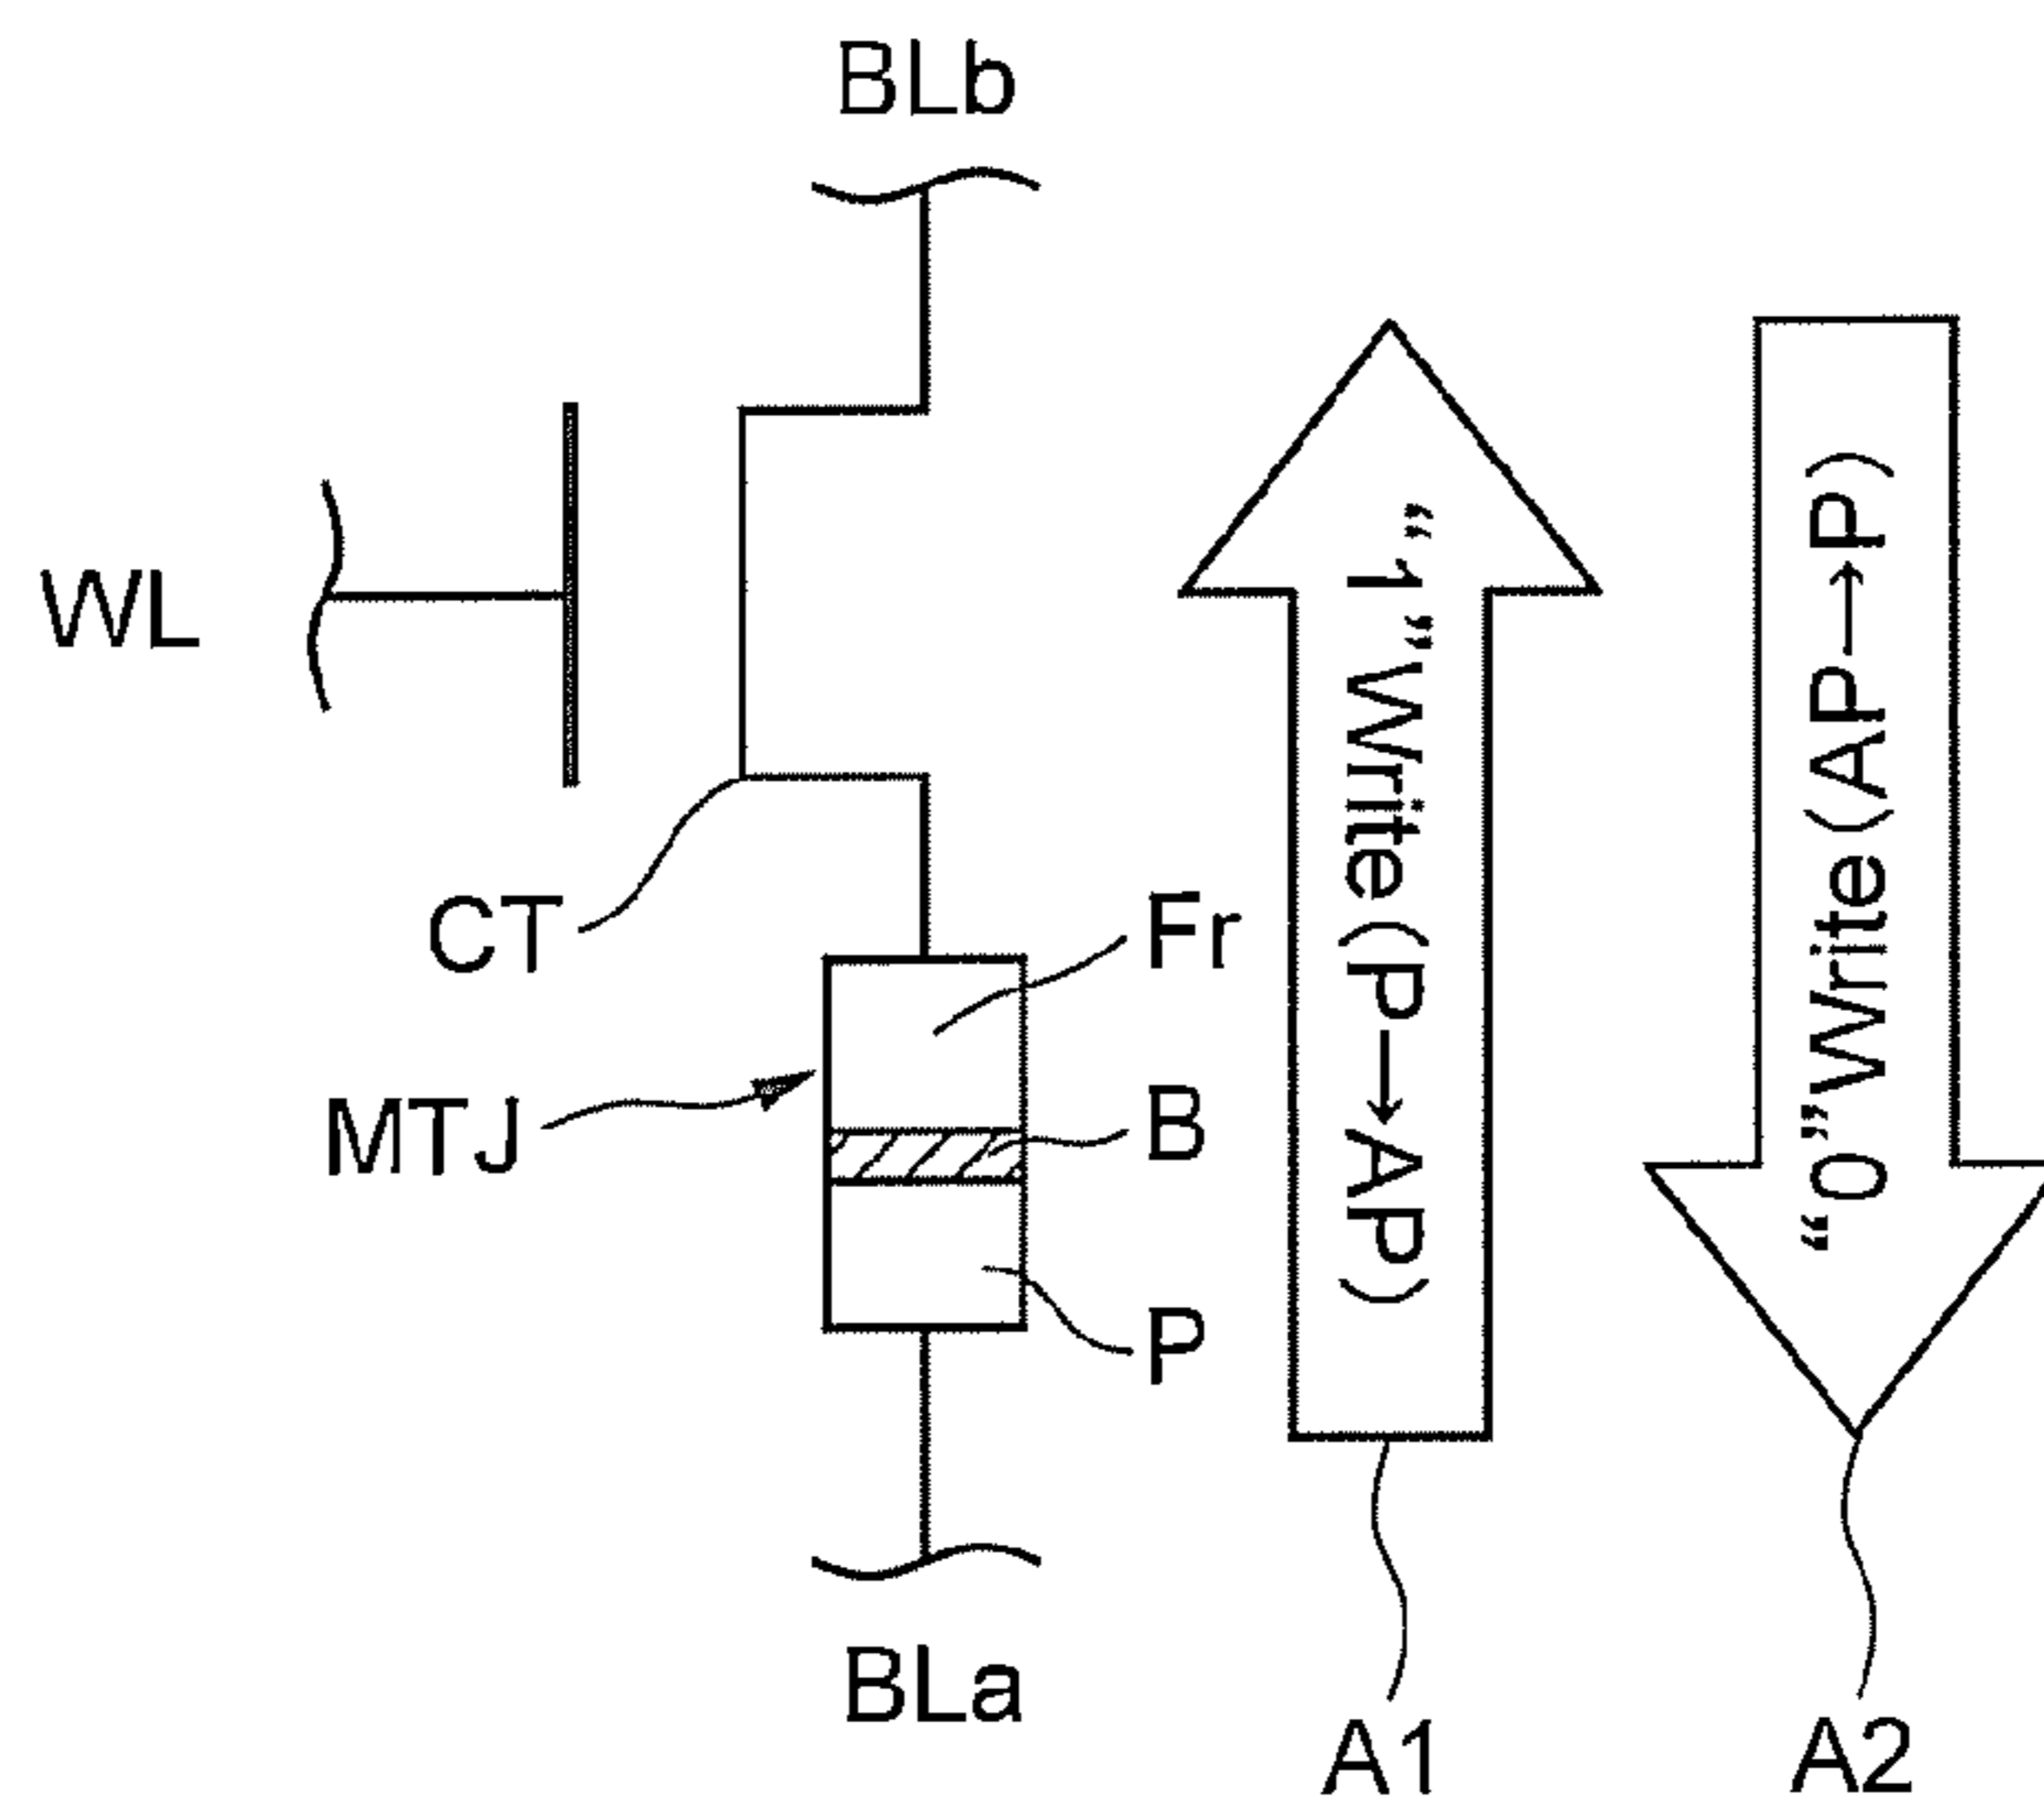 BLb
WL
CT
Fr
MTJ
B
P
BLa
“1”Write(P→AP)
“0”Write(AP→P)
A1
A2